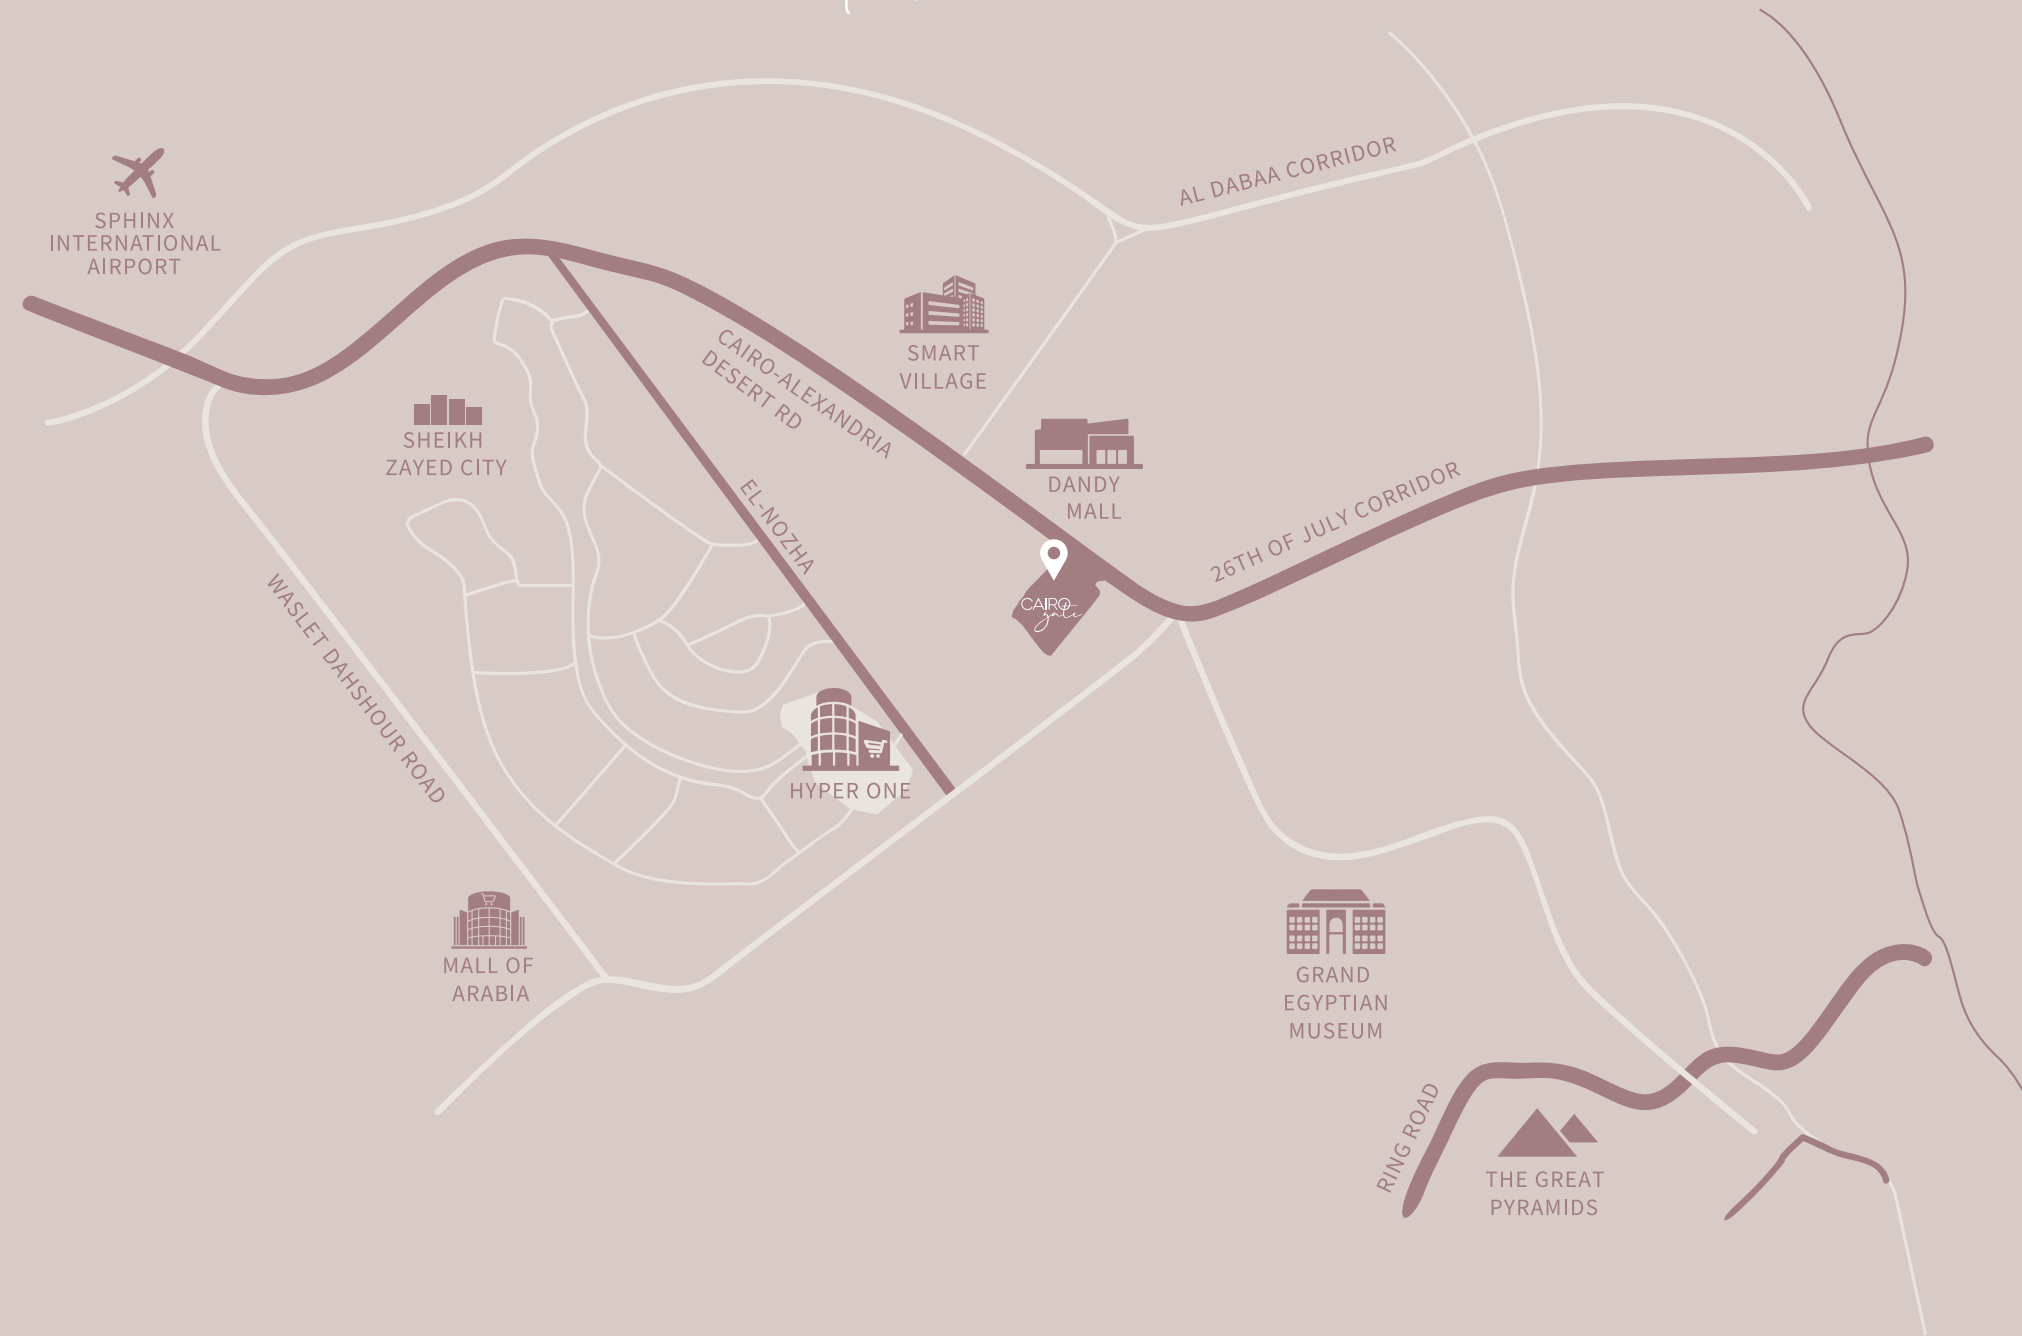 AL DABAA CORRIDOR
SPHINX
INTERNATIONAL
AIRPORT
SMART
VILLAGE
CAIRO-ALEXANDRIA
DESERT RD
SHEIKH
ZAYED CITY
DANDY
MALL
EL-NOZHA
26TH OF JULY CORRIDOR
CAIRO
gate
WASLET DAHSHOUR ROAD
HYPER ONE
MALL OF
ARABIA
GRAND
EGYPTIAN
MUSEUM
RING ROAD
THE GREAT
PYRAMIDS